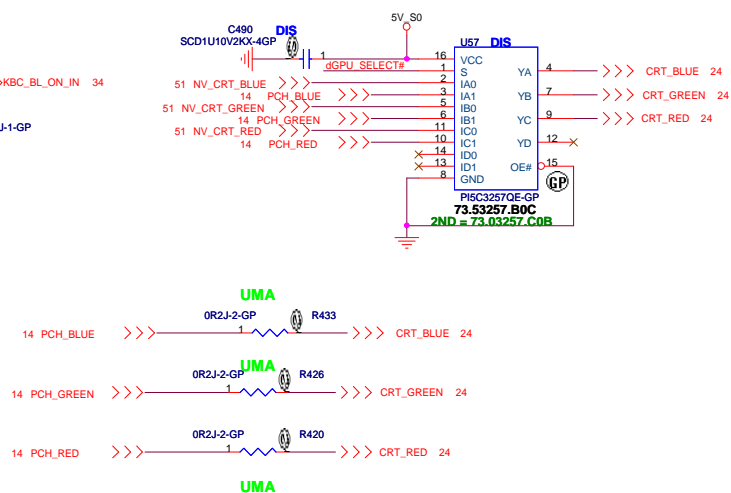 5V_S0
C490 DIS
SCD1U10V2KX-4GP
U57 DIS
1
16 VCC
dGPU_SELECT#
1 S
KBC_BL_ON_IN 34
51 NV_CRT_BLUE 2 IA0 YA 4 CRT_BLUE 24
14 PCH_BLUE 3 IA1
51 NV_CRT_GREEN 5 IB0 YB 7 CRT_GREEN 24
14 PCH_GREEN 6 IB1
51 NV_CRT_RED 11 IC0 YC 9 CRT_RED 24
14 PCH_RED 10 IC1
J-1-GP
14 ID0 YD 12
13 ID1 OE# 15
8 GND
GP
PI5C3257QE-GP
73.53257.B0C
2ND = 73.03257.C0B
UMA
0R2J-2-GP R433
14 PCH_BLUE 1 CRT_BLUE 24
UMA
0R2J-2-GP R426
14 PCH_GREEN 1 CRT_GREEN 24
0R2J-2-GP R420
14 PCH_RED 1 CRT_RED 24
UMA